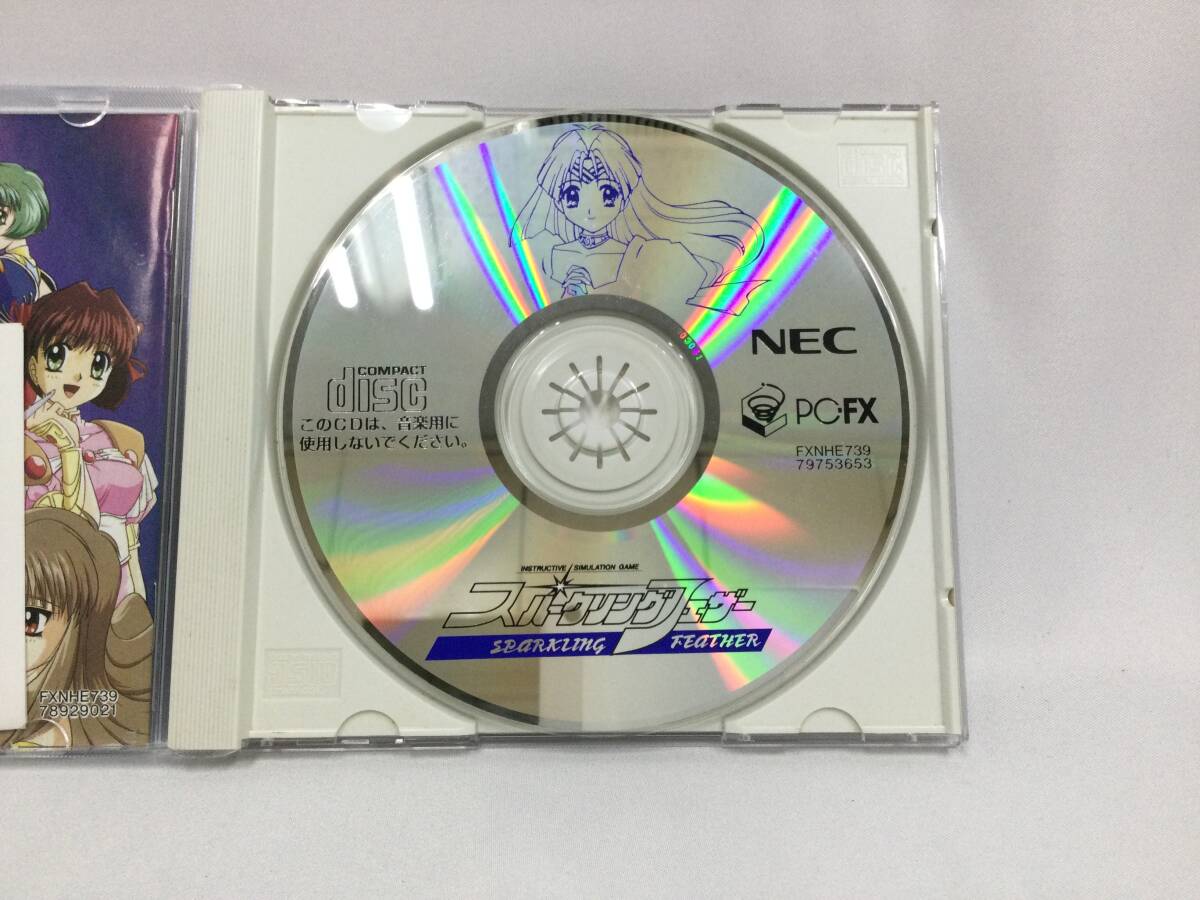 NEC
PC-FX
FXNHE739
79753653
COMPACT
disc
このCDは、音楽用に
使用しないでください。
INSTRUCTIVE SIMULATION GAME
スパークリングフェザー
SPARKLING FEATHER
FXNHE739
78929021